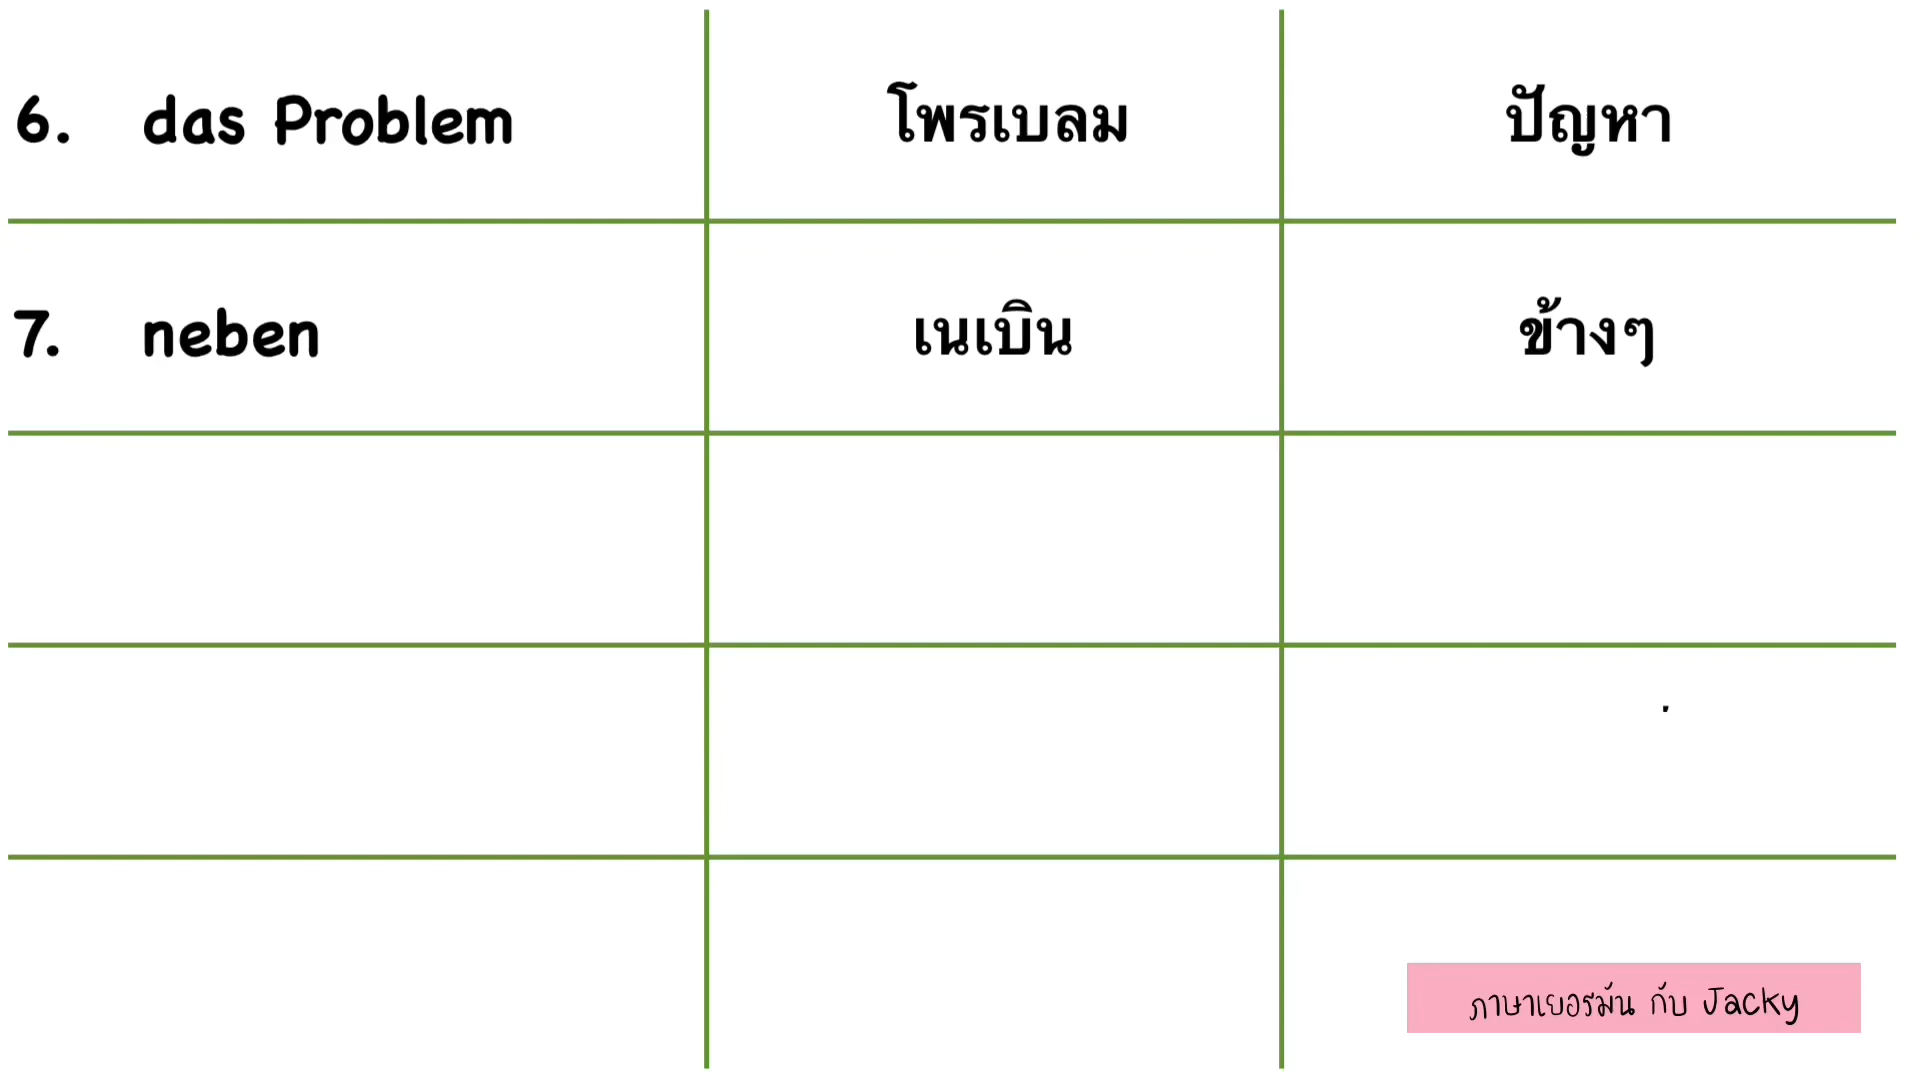 6. das Problem โพรเบลม ปัญหา
7. neben เนเบิน ข้างๆ
ภาษาเยอรมัน กับ Jacky